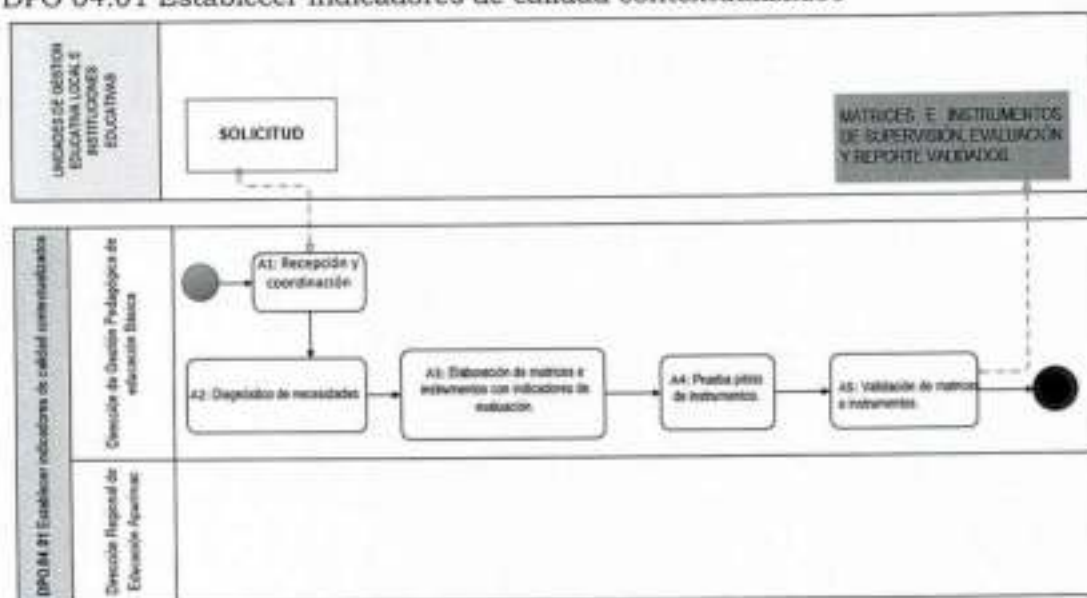 DPO 04.01 Establecer indicadores de calidad contextualizados
UNIDADES DE GESTION
EDUCATIVA LOCAL E
INSTITUCIONES
EDUCATIVAS
SOLICITUD
MATRICES E INSTRUMENTOS
DE SUPERVISIÓN, EVALUACIÓN
Y REPORTE VALIDADOS.
DPO.04.01 Establecer indicadores de calidad contextualizados
Dirección de Gestión Pedagógica de
educación Básica
A1: Recepción y
coordinación
A2: Diagnóstico de necesidades
A3: Elaboración de matrices e
instrumentos con indicadores de
evaluación.
A4: Prueba piloto
de instrumentos.
A5: Validación de matrices
e instrumentos.
Dirección Regional de
Educación Apurímac